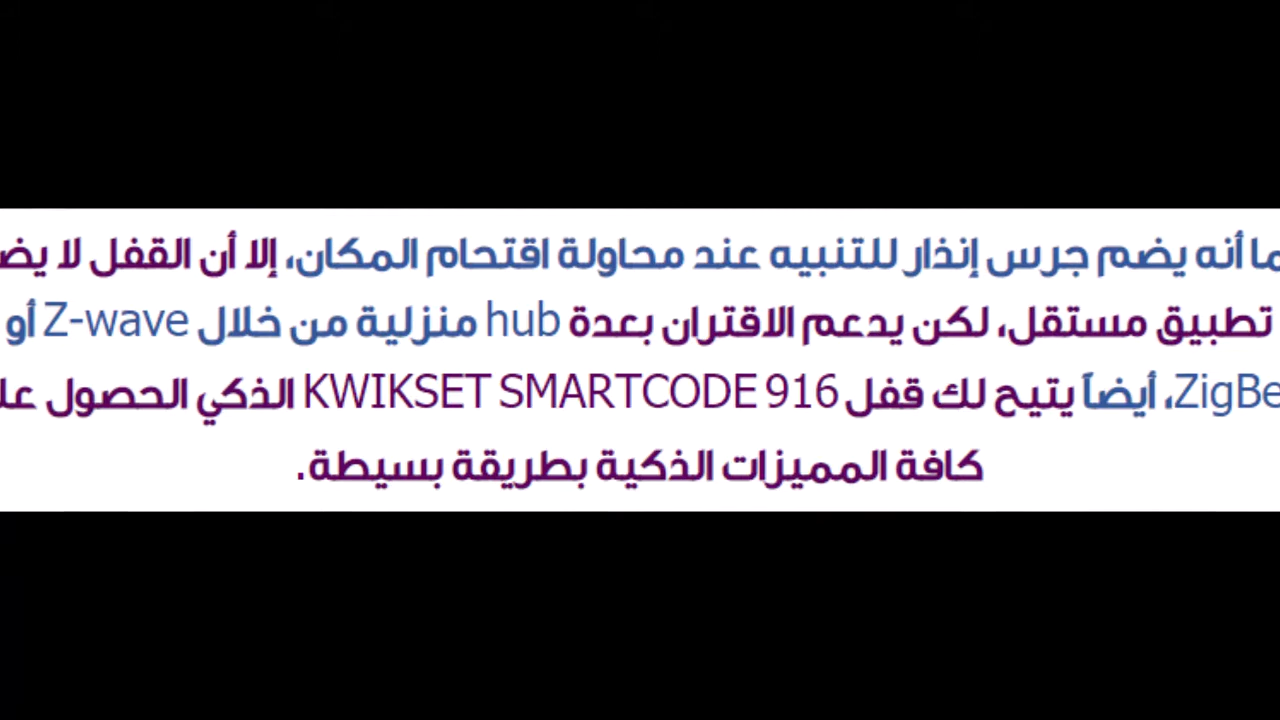 ما أنه يضم جرس إنذار للتنبيه عند محاولة اقتحام المكان، إلا أن القفل لا يض
تطبيق مستقل، لكن يدعم الاقتران بعدة hub منزلية من خلال Z-wave أو
ZigBe، أيضاً يتيح لك قفل KWIKSET SMARTCODE 916 الذكي الحصول عل
كافة المميزات الذكية بطريقة بسيطة.